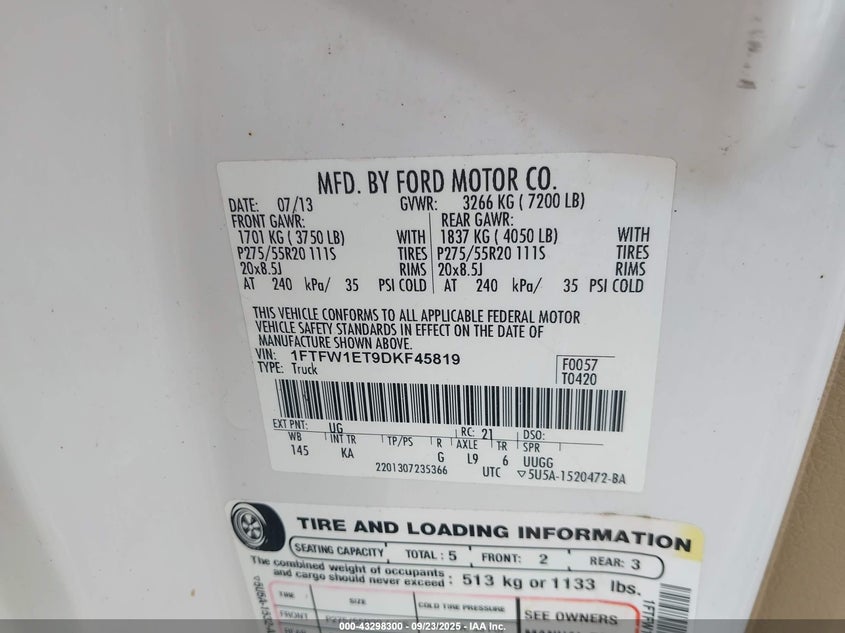 MFD. BY FORD MOTOR CO.
DATE: 07/13 GVWR: 3266 KG ( 7200 LB)
FRONT GAWR: REAR GAWR:
1701 KG ( 3750 LB) WITH 1837 KG ( 4050 LB) WITH
P275/55R20 111S TIRES P275/55R20 111S TIRES
20x8.5J RIMS 20x8.5J RIMS
AT 240 kPa/ 35 PSI COLD AT 240 kPa/ 35 PSI COLD
THIS VEHICLE CONFORMS TO ALL APPLICABLE FEDERAL MOTOR
VEHICLE SAFETY STANDARDS IN EFFECT ON THE DATE OF
MANUFACTURE SHOWN ABOVE.
VIN: 1FTFW1ET9DKF45819 F0057
TYPE: Truck T0420
EXT PNT: UG RC: 21 DSO:
WB INT TR TP/PS R AXLE TR SPR
145 KA G L9 6 UUGG
2201307235366 UTC ▽5U5A-1520472-BA
TIRE AND LOADING INFORMATION
SEATING CAPACITY TOTAL : 5 FRONT: 2 REAR: 3
The combined weight of occupants
and cargo should never exceed : 513 kg or 1133 lbs.
TIRE SIZE COLD TIRE PRESSURE SEE OWNERS
FRONT
000-43298300 - 09/23/2025 - IAA Inc.